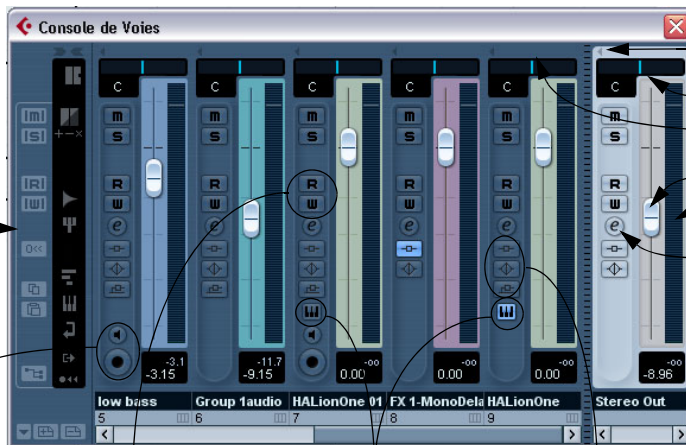 Console de Voies
C C C C C C
[m] m m m m m m
[S] S S S S S S
[R] R R R R R R
[W] W W W W W W
e e e e e e
-3.1 -11.7 -oo -oo -oo -oo
-3.15 -9.15 0.00 0.00 0.00 -8.96
low bass Group 1audio HALionOne 01 FX 1-MonoDela HALionOne Stereo Out
5 6 7 8 9